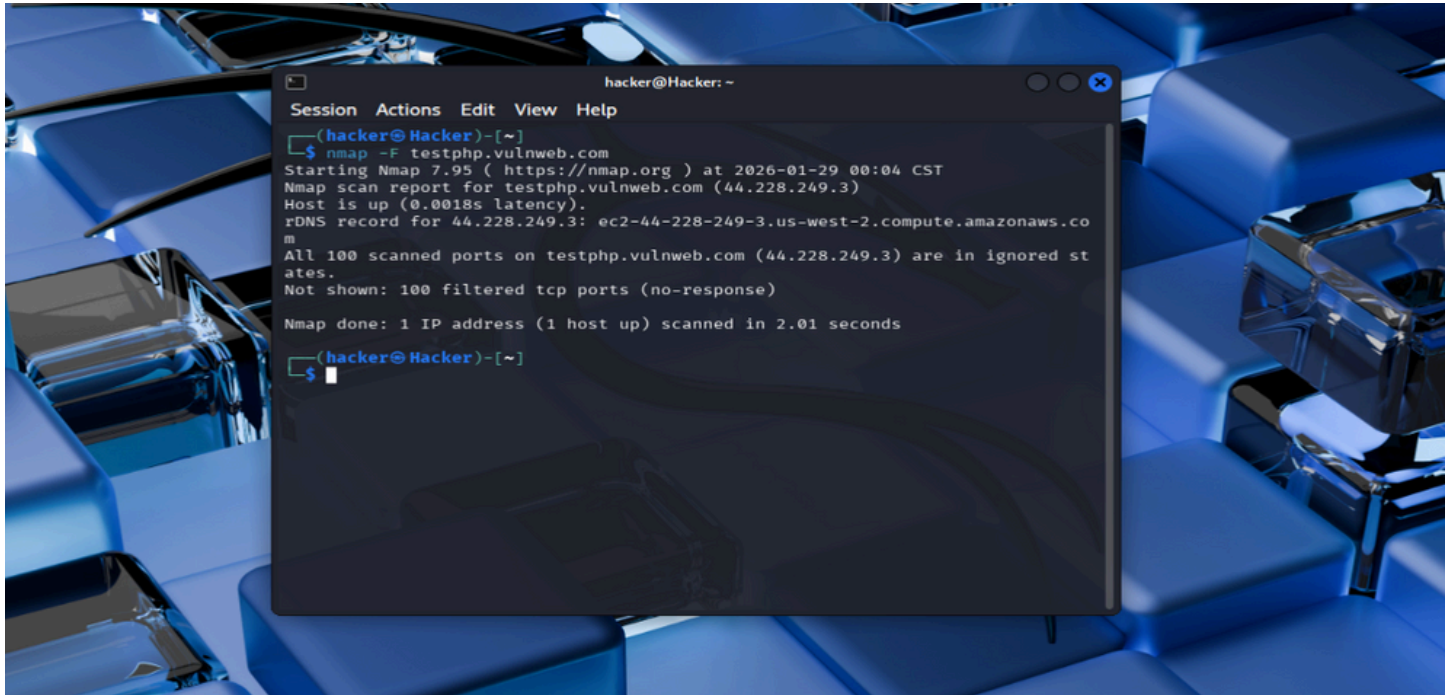 hacker@Hacker: ~
Session Actions Edit View Help
┌──(hacker㉿Hacker)-[~]
└─$ nmap -F testphp.vulnweb.com
Starting Nmap 7.95 ( https://nmap.org ) at 2026-01-29 00:04 CST
Nmap scan report for testphp.vulnweb.com (44.228.249.3)
Host is up (0.0018s latency).
rDNS record for 44.228.249.3: ec2-44-228-249-3.us-west-2.compute.amazonaws.co
m
All 100 scanned ports on testphp.vulnweb.com (44.228.249.3) are in ignored st
ates.
Not shown: 100 filtered tcp ports (no-response)
Nmap done: 1 IP address (1 host up) scanned in 2.01 seconds
┌──(hacker㉿Hacker)-[~]
└─$